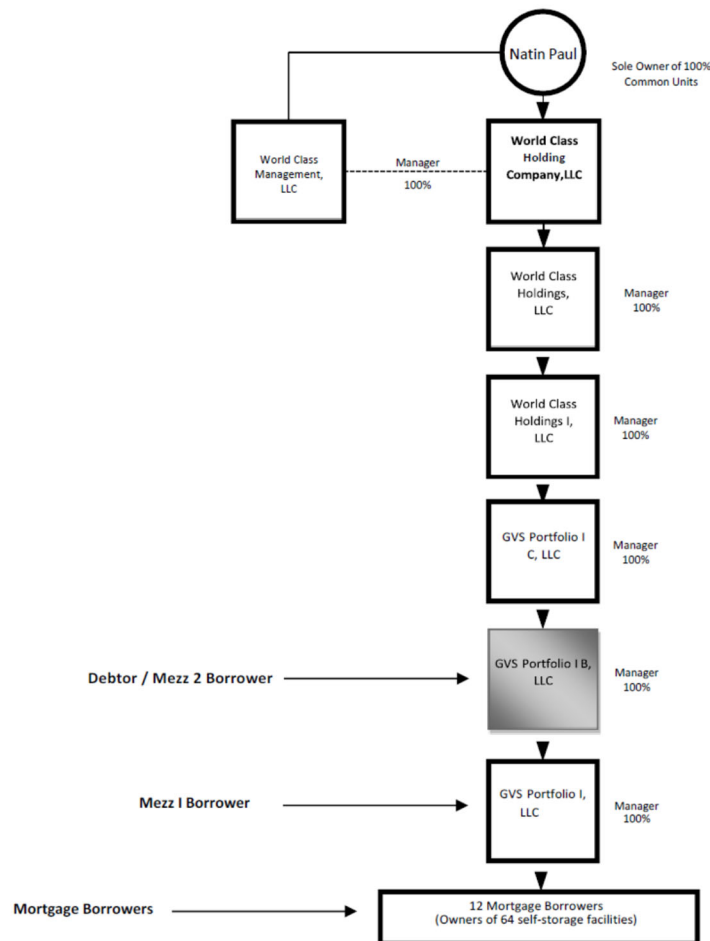 Natin Paul
Sole Owner of 100%
Common Units
World Class
Management,
LLC
Manager
100%
World Class
Holding
Company,LLC
World Class
Holdings,
LLC
Manager
100%
World Class
Holdings I,
LLC
Manager
100%
GVS Portfolio I
C, LLC
Manager
100%
Debtor / Mezz 2 Borrower
GVS Portfolio I B,
LLC
Manager
100%
Mezz I Borrower
GVS Portfolio I,
LLC
Manager
100%
Mortgage Borrowers
12 Mortgage Borrowers
(Owners of 64 self-storage facilities)